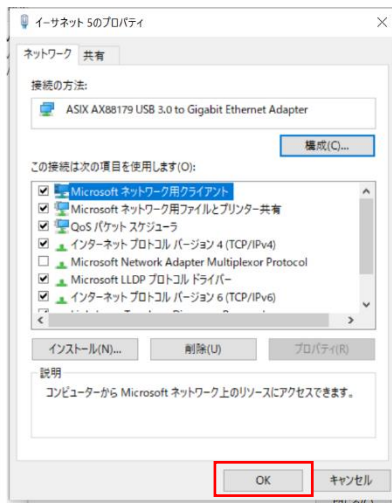 イーサネット 5のプロパティ
ネットワーク 共有
接続の方法:
ASIX AX88179 USB 3.0 to Gigabit Ethernet Adapter
構成(C)...
この接続は次の項目を使用します(O):
Microsoft ネットワーク用クライアント
Microsoft ネットワーク用ファイルとプリンター共有
QoS パケット スケジューラ
インターネット プロトコル バージョン 4 (TCP/IPv4)
Microsoft Network Adapter Multiplexor Protocol
Microsoft LLDP プロトコル ドライバー
インターネット プロトコル バージョン 6 (TCP/IPv6)
インストール(N)... 削除(U) プロパティ(R)
説明
コンピューターから Microsoft ネットワーク上のリソースにアクセスできます。
OK キャンセル